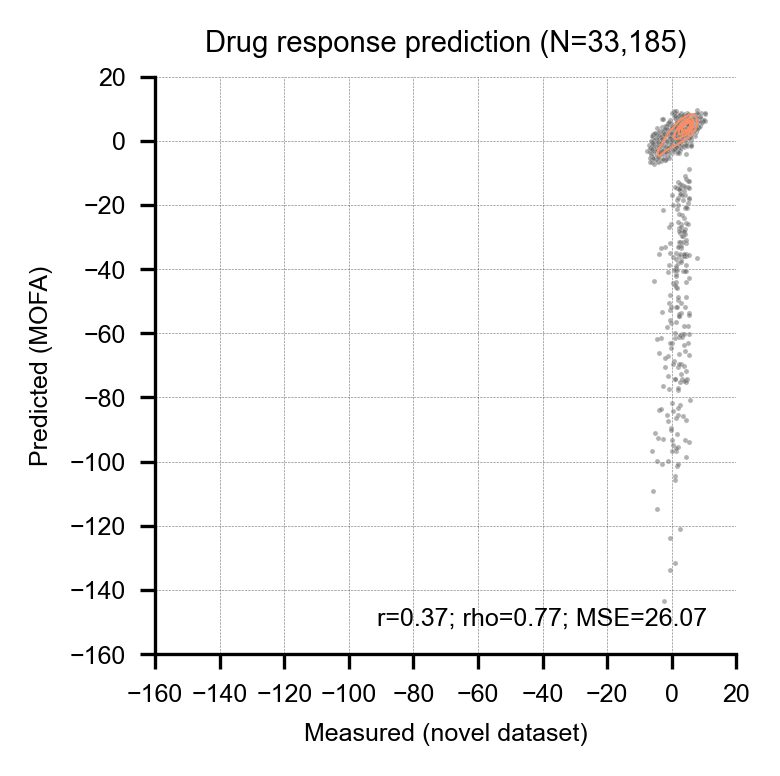 Drug response prediction (N=33,185)
20
0
−20
−40
−60
−80
−100
−120
−140
−160
Predicted (MOFA)
r=0.37; rho=0.77; MSE=26.07
−160 −140 −120 −100 −80 −60 −40 −20 0 20
Measured (novel dataset)